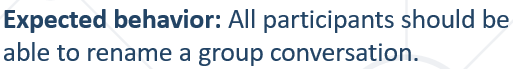 Expected behavior: All participants should be
able to rename a group conversation.